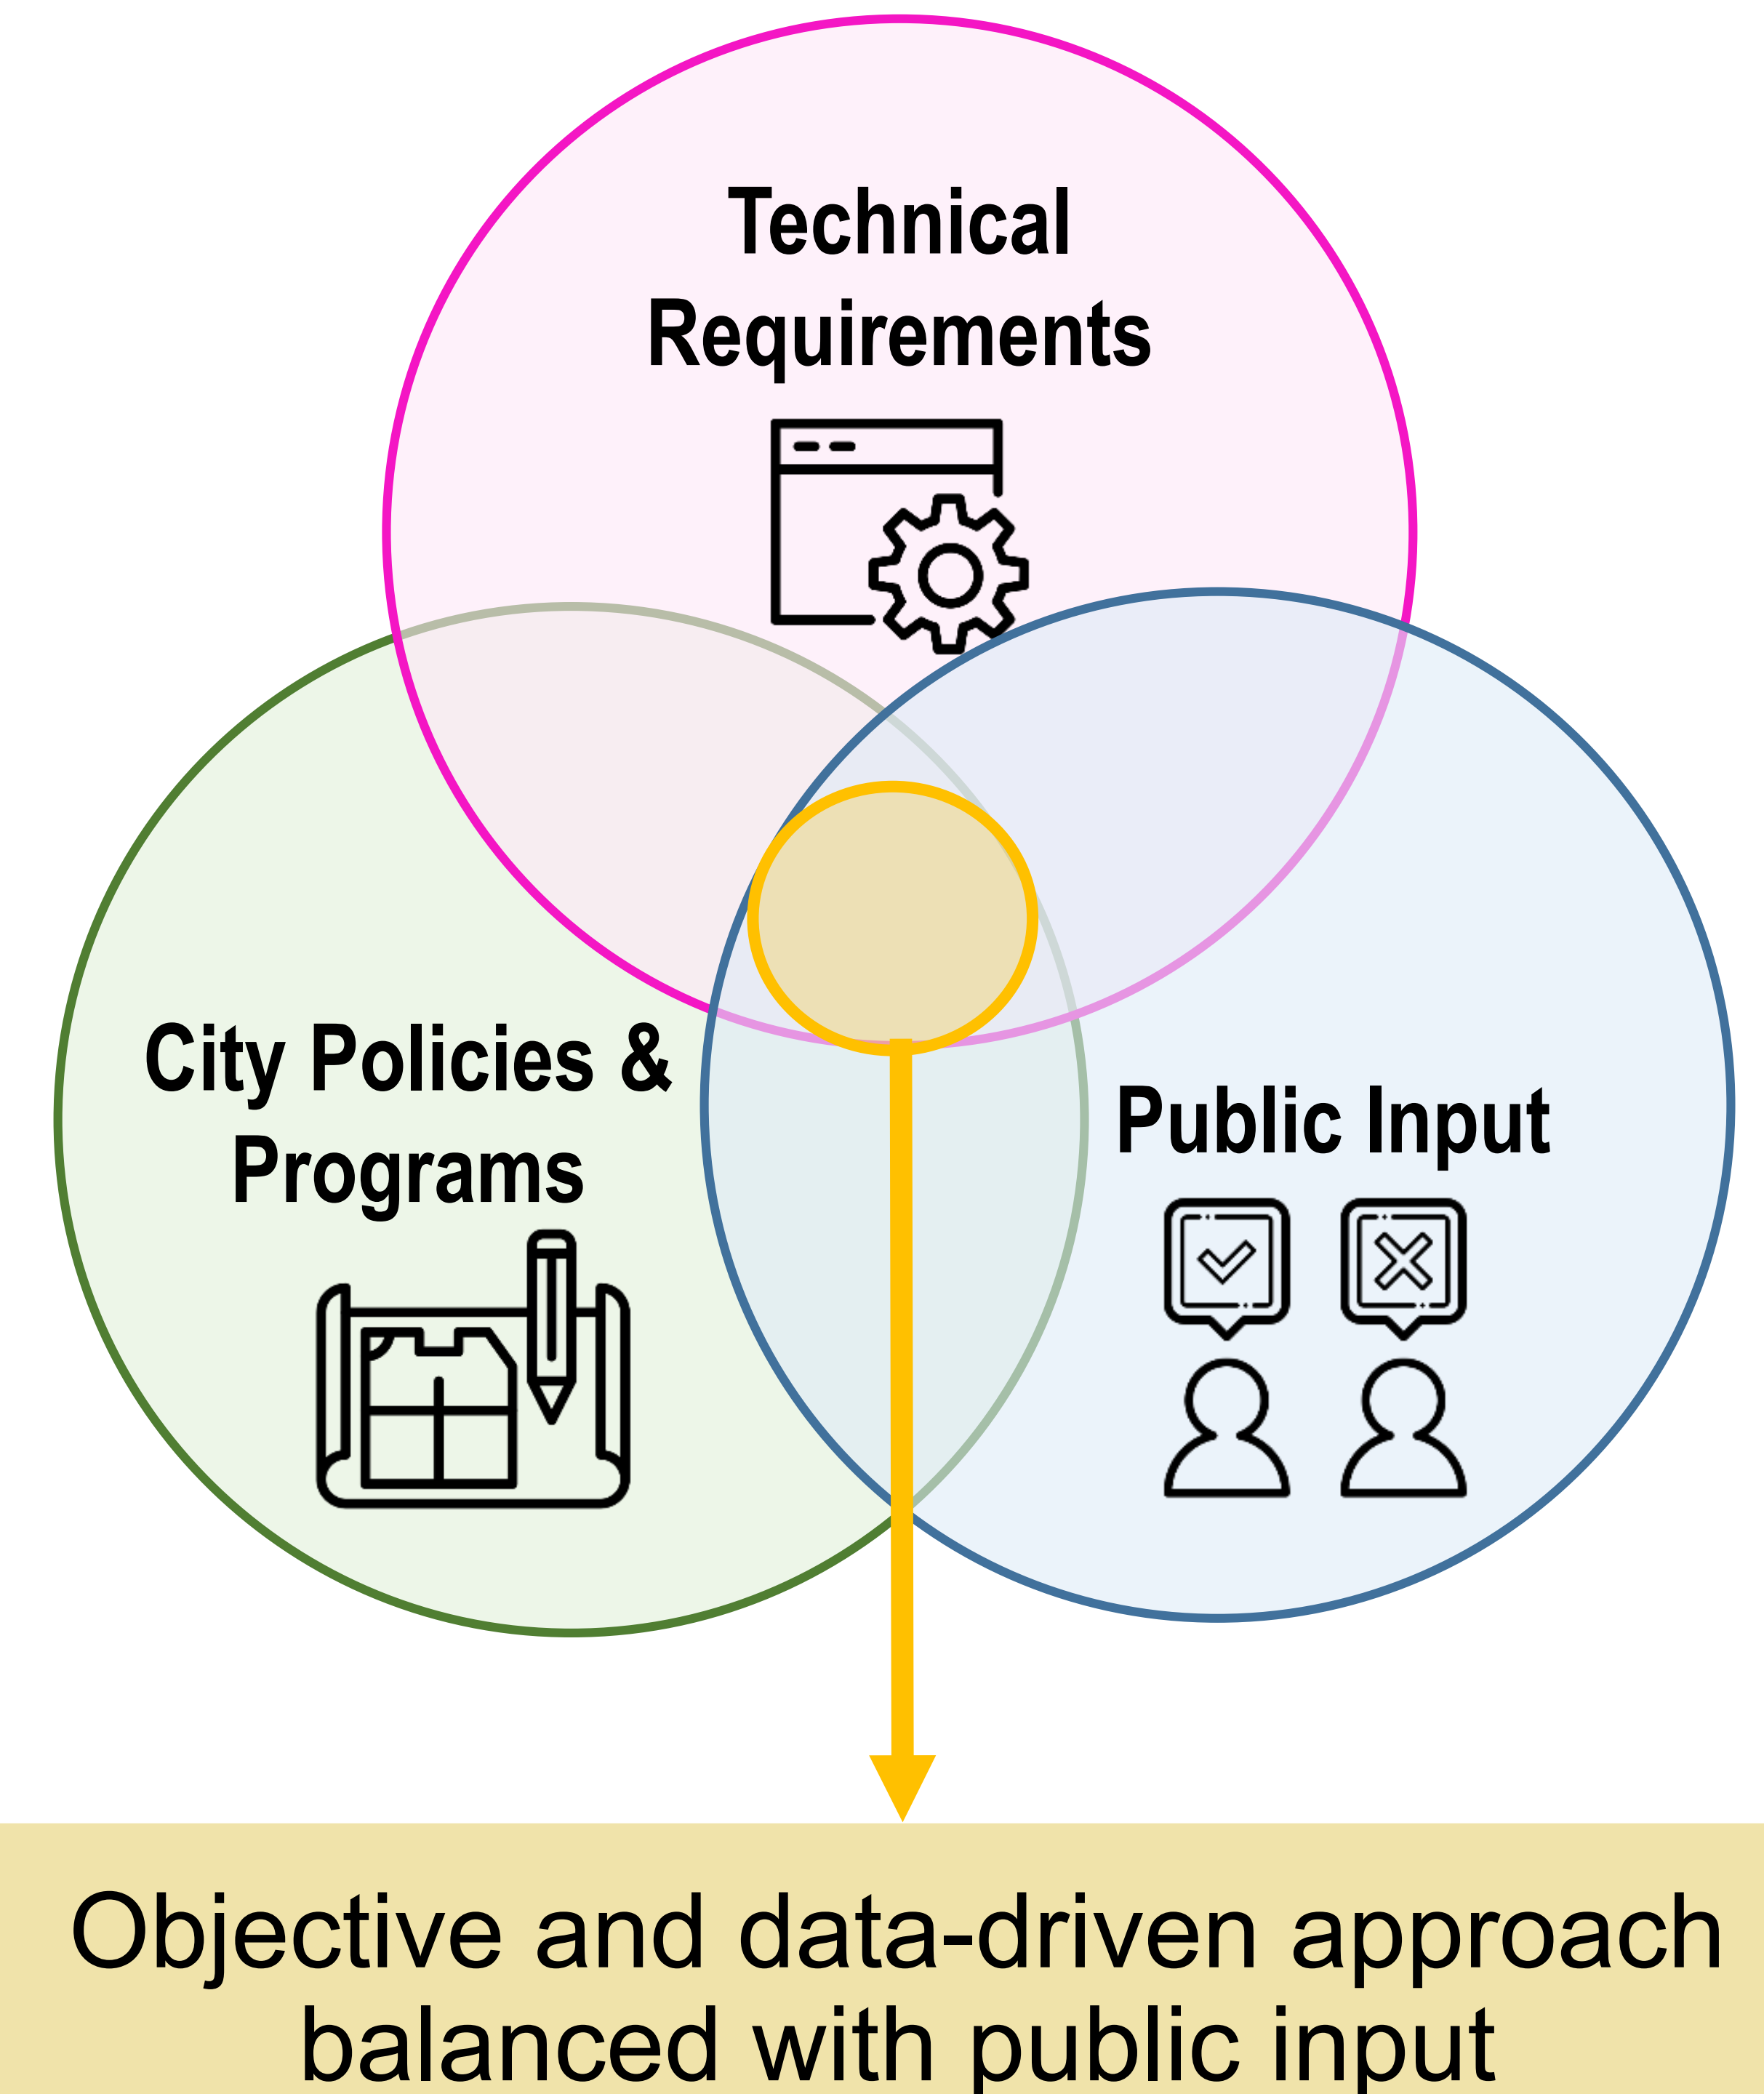 Technical
Requirements
City Policies &
Programs
Public Input
Objective and data-driven approach
balanced with public input